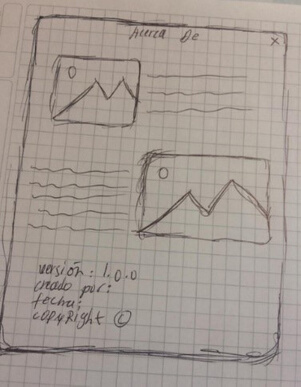 Acerca De
x
versión: 1.0.0
creado por:
fecha:
copyRight ©